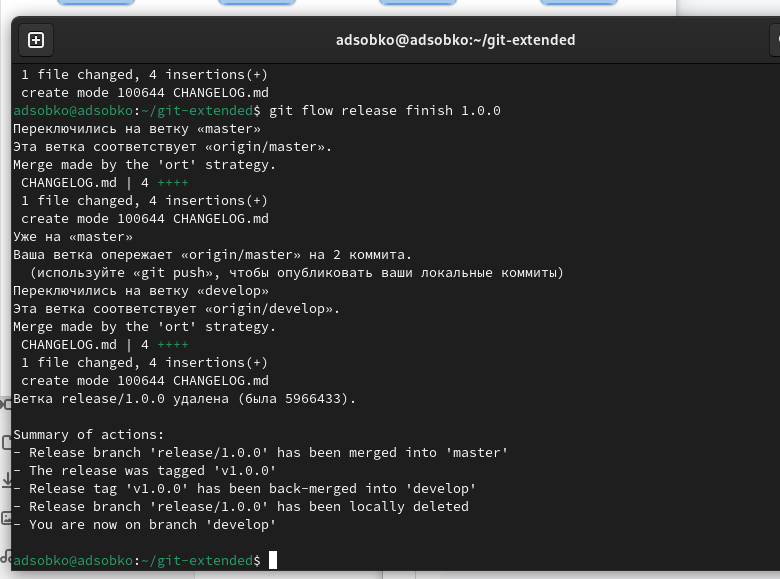 adsobko@adsobko:~/git-extended
1 file changed, 4 insertions(+)
create mode 100644 CHANGELOG.md
adsobko@adsobko:~/git-extended$ git flow release finish 1.0.0
Переключились на ветку «master»
Эта ветка соответствует «origin/master».
Merge made by the 'ort' strategy.
CHANGELOG.md | 4 ++++
1 file changed, 4 insertions(+)
create mode 100644 CHANGELOG.md
Уже на «master»
Ваша ветка опережает «origin/master» на 2 коммита.
(используйте «git push», чтобы опубликовать ваши локальные коммиты)
Переключились на ветку «develop»
Эта ветка соответствует «origin/develop».
Merge made by the 'ort' strategy.
CHANGELOG.md | 4 ++++
1 file changed, 4 insertions(+)
create mode 100644 CHANGELOG.md
Ветка release/1.0.0 удалена (была 5966433).
Summary of actions:
- Release branch 'release/1.0.0' has been merged into 'master'
- The release was tagged 'v1.0.0'
- Release tag 'v1.0.0' has been back-merged into 'develop'
- Release branch 'release/1.0.0' has been locally deleted
- You are now on branch 'develop'
adsobko@adsobko:~/git-extended$